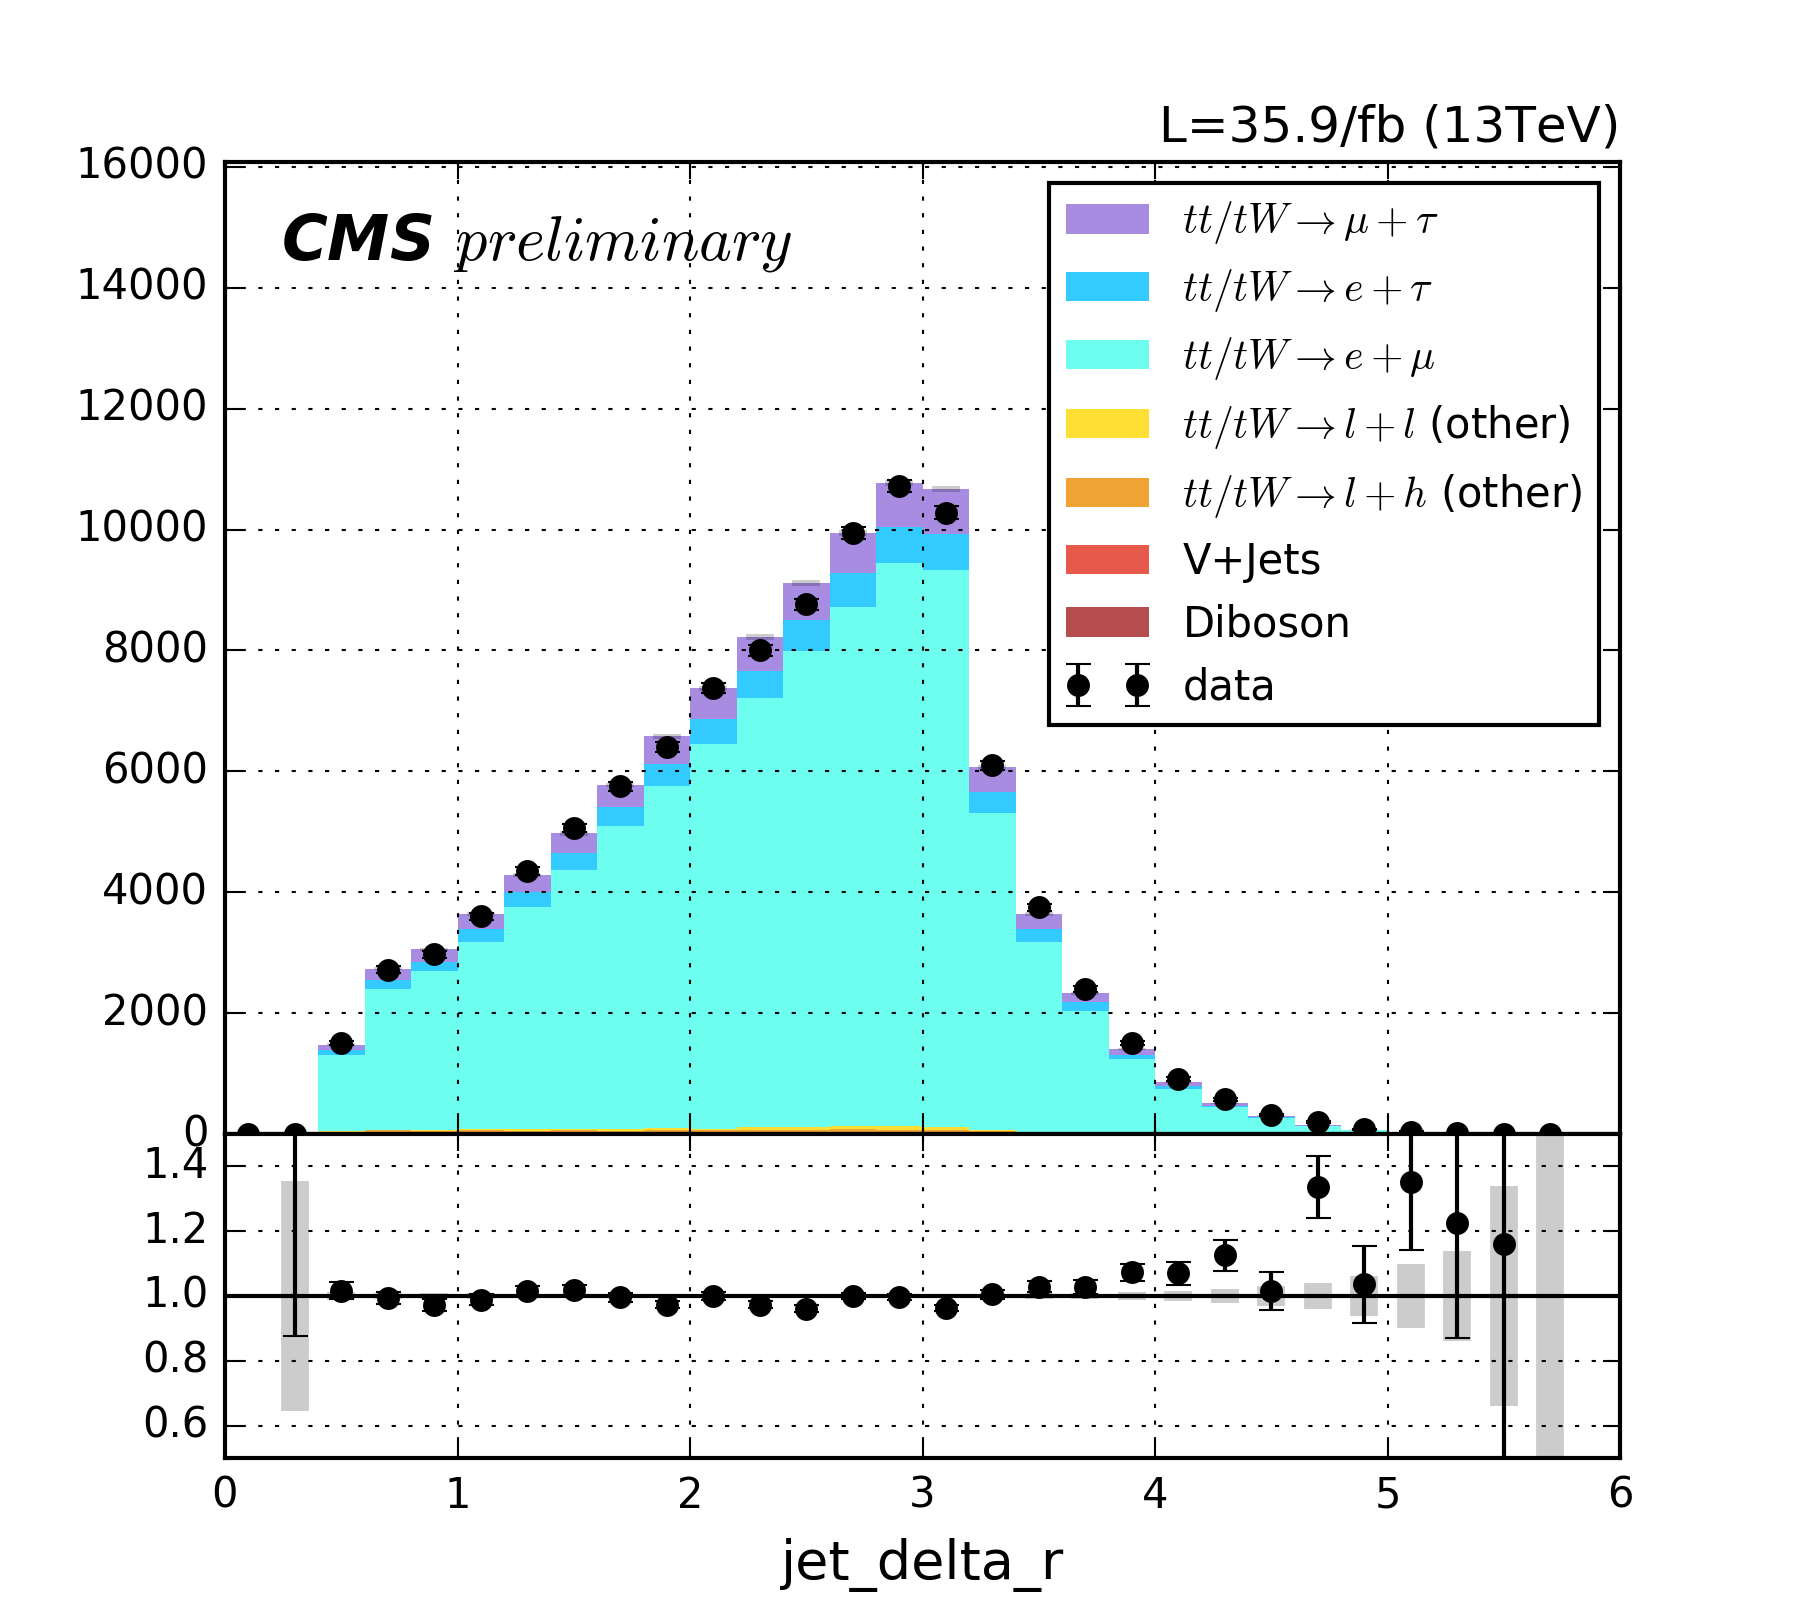 L=35.9/fb (13TeV)
CMS preliminary
16000
14000
12000
10000
8000
6000
4000
2000
0
tt/tW→μ+τ
tt/tW→e+τ
tt/tW→e+μ
tt/tW→l+l (other)
tt/tW→l+h (other)
V+Jets
Diboson
data
1.4
1.2
1.0
0.8
0.6
0 1 2 3 4 5 6
jet_delta_r